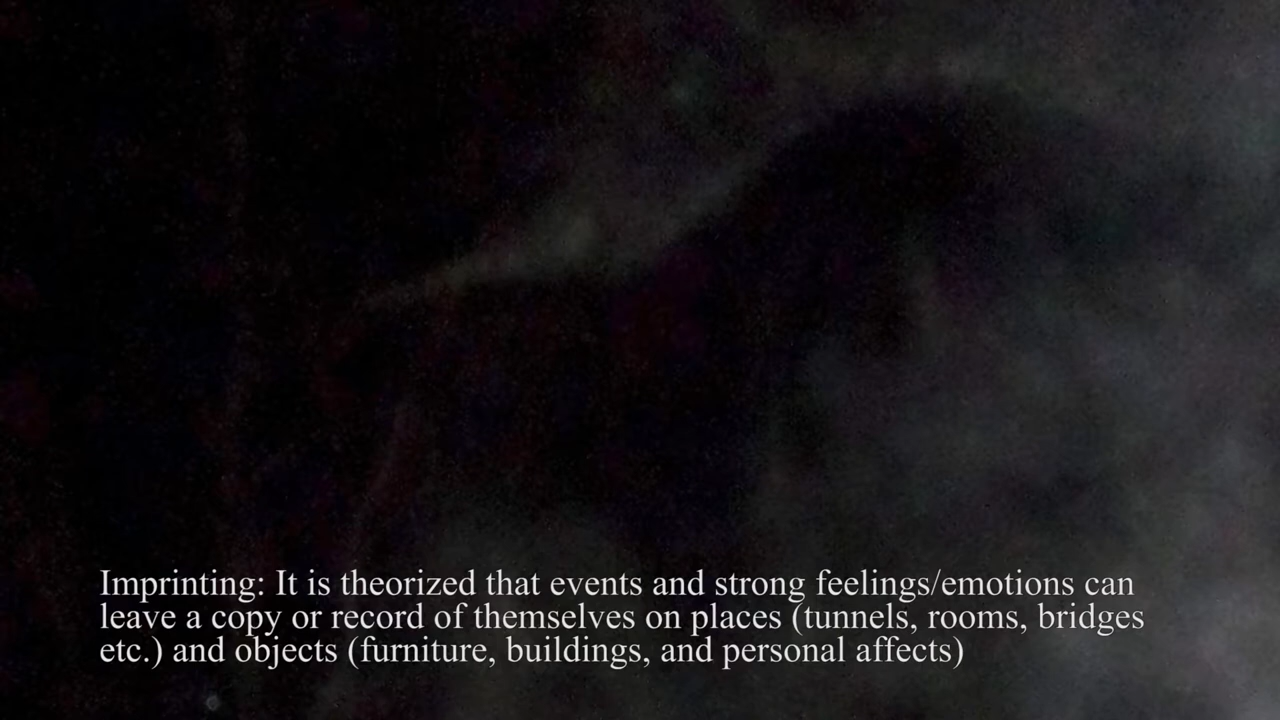 Imprinting: It is theorized that events and strong feelings/emotions can
leave a copy or record of themselves on places (tunnels, rooms, bridges
etc.) and objects (furniture, buildings, and personal affects)